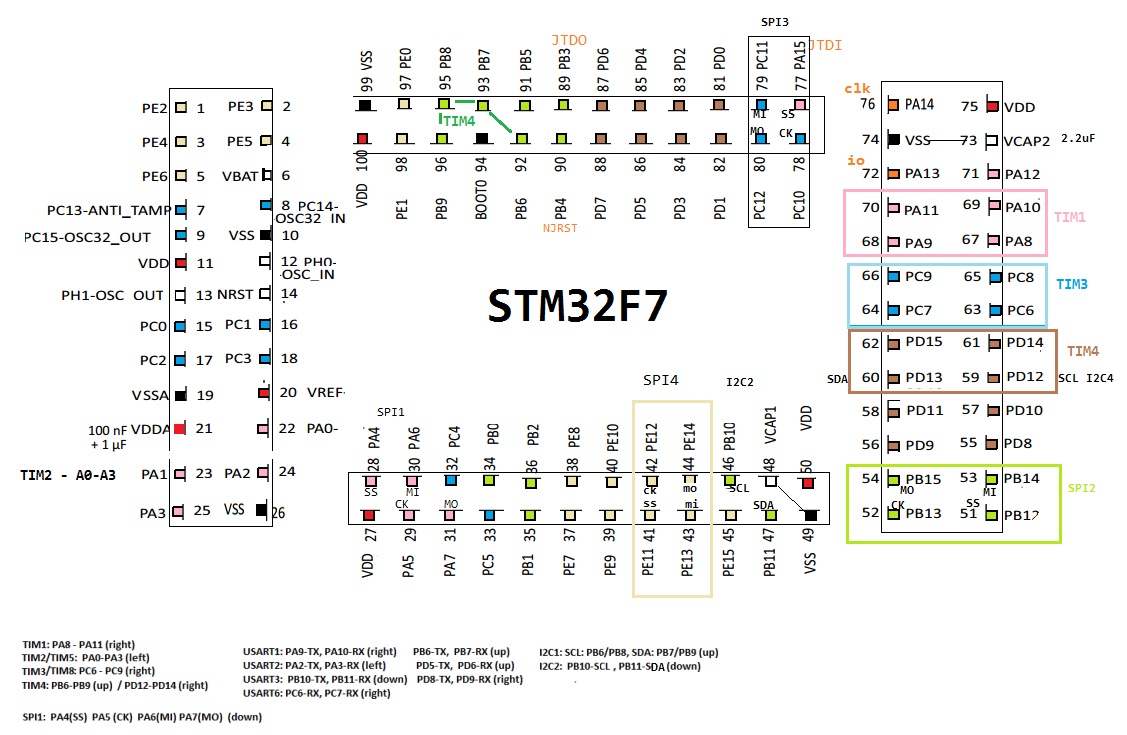 SPI3
JTDO
JTDI
99 VSS
97 PE0
95 PB8
93 PB7
91 PB5
89 PB3
87 PD6
85 PD4
83 PD2
81 PD0
79 PC11
77 PA15
TIM4
MI SS
MO CK
VDD 100
PE1 98
PB9 96
BOOT0 94
PB6 92
PB4 90
PD7 88
PD5 86
PD3 84
PD1 82
PC12 80
PC10 78
NJRST
PE2 1 PE3 2
PE4 3 PE5 4
PE6 5 VBAT 6
PC13-ANTI_TAMP 7 8 PC14-
OSC32_IN
PC15-OSC32_OUT 9 VSS 10
VDD 11 12 PH0-
-OSC_IN
PH1-OSC OUT 13 NRST 14
PC0 15 PC1 16
PC2 17 PC3 18
VSSA 19 20 VREF-
100 nF
+ 1 µF
VDDA 21 22 PA0-
TIM2 - A0-A3
PA1 23 PA2 24
PA3 25 VSS 26
STM32F7
clk
76 PA14 75 VDD
74 VSS 73 VCAP2 2.2uF
io
72 PA13 71 PA12
70 PA11 69 PA10
TIM1
68 PA9 67 PA8
66 PC9 65 PC8
TIM3
64 PC7 63 PC6
62 PD15 61 PD14
TIM4
SDA 60 PD13 59 PD12 SCL I2C4
58 PD11 57 PD10
56 PD9 55 PD8
54 PB15 53 PB14
MO MI
SPI2
CK SS
52 PB13 51 PB12
SPI4
I2C2
SPI1
28 PA4
30 PA6
32 PC4
34 PB0
36 PB2
38 PE8
40 PE10
42 PE12
44 PE14
46 PB10
48 VCAP1
50 VDD
SS MI ck mo SCL
CK MO ss mi SDA
VDD 27
PA5 29
PA7 31
PC5 33
PB1 35
PE7 37
PE9 39
PE11 41
PE13 43
PE15 45
PB11 47
VSS 49
TIM1: PA8 - PA11 (right)
TIM2/TIM5: PA0-PA3 (left)
TIM3/TIM8: PC6 - PC9 (right)
TIM4: PB6-PB9 (up) / PD12-PD14 (right)
SPI1: PA4(SS) PA5 (CK) PA6(MI) PA7(MO) (down)
USART1: PA9-TX, PA10-RX (right) PB6-TX, PB7-RX (up)
USART2: PA2-TX, PA3-RX (left) PD5-TX, PD6-RX (up)
USART3: PB10-TX, PB11-RX (down) PD8-TX, PD9-RX (right)
USART6: PC6-RX, PC7-RX (right)
I2C1: SCL: PB6/PB8, SDA: PB7/PB9 (up)
I2C2: PB10-SCL , PB11-SDA (down)